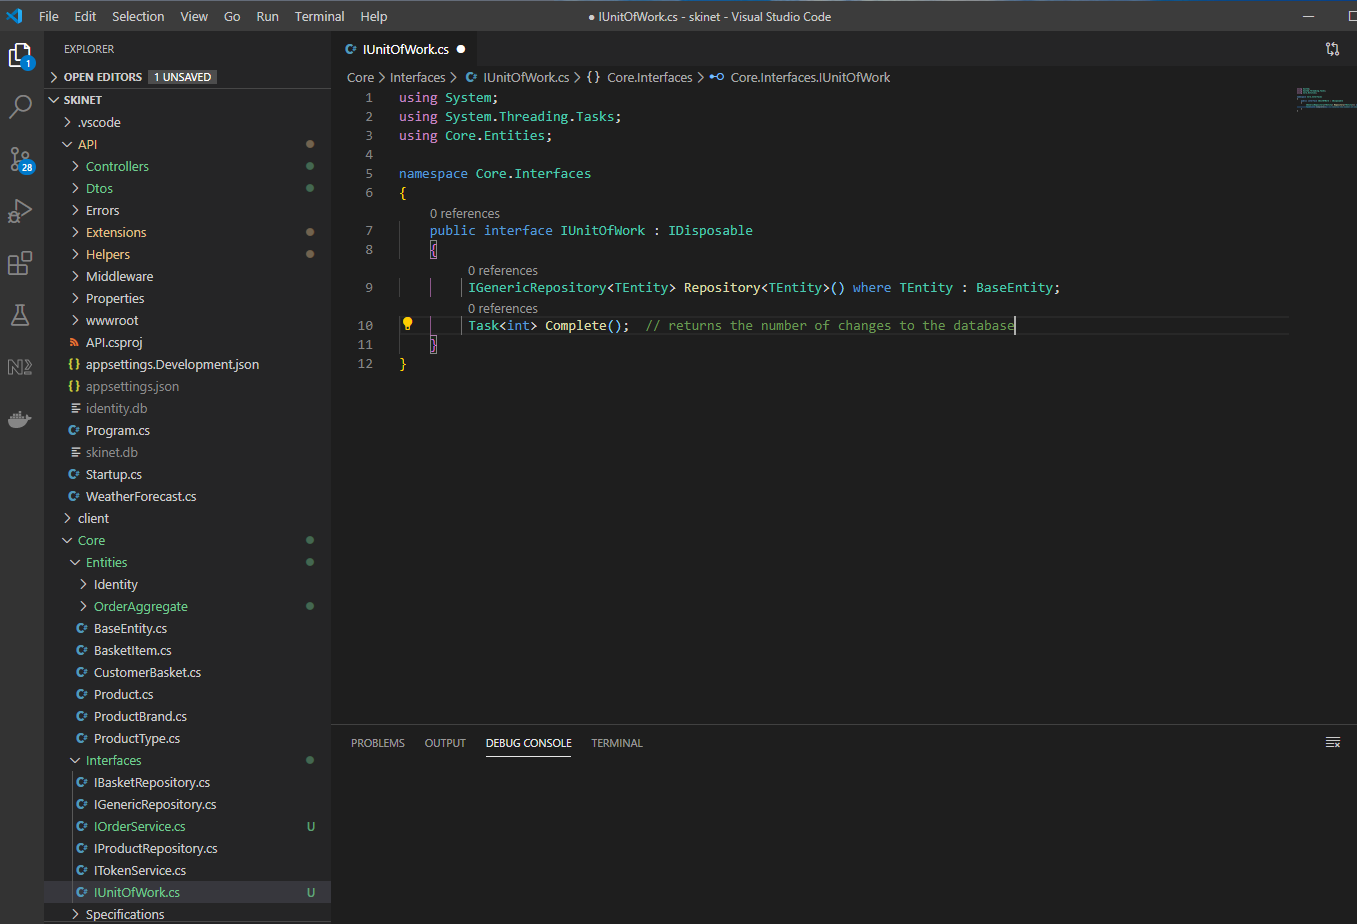 File Edit Selection View Go Run Terminal Help
● IUnitOfWork.cs - skinet - Visual Studio Code
EXPLORER
OPEN EDITORS 1 UNSAVED
SKINET
.vscode
API
Controllers
Dtos
Errors
Extensions
Helpers
Middleware
Properties
wwwroot
API.csproj
{} appsettings.Development.json
{} appsettings.json
identity.db
C# Program.cs
skinet.db
C# Startup.cs
C# WeatherForecast.cs
client
Core
Entities
Identity
OrderAggregate
C# BaseEntity.cs
C# BasketItem.cs
C# CustomerBasket.cs
C# Product.cs
C# ProductBrand.cs
C# ProductType.cs
Interfaces
C# IBasketRepository.cs
C# IGenericRepository.cs
C# IOrderService.cs U
C# IProductRepository.cs
C# ITokenService.cs
C# IUnitOfWork.cs U
Specifications
1
28
N2
C# IUnitOfWork.cs ●
Core > Interfaces > C# IUnitOfWork.cs > {} Core.Interfaces > Core.Interfaces.IUnitOfWork
1 using System;
2 using System.Threading.Tasks;
3 using Core.Entities;
4
5 namespace Core.Interfaces
6 {
0 references
7 public interface IUnitOfWork : IDisposable
8 {
0 references
9 IGenericRepository<TEntity> Repository<TEntity>() where TEntity : BaseEntity;
0 references
10 Task<int> Complete(); // returns the number of changes to the database
11 }
12 }
PROBLEMS OUTPUT DEBUG CONSOLE TERMINAL